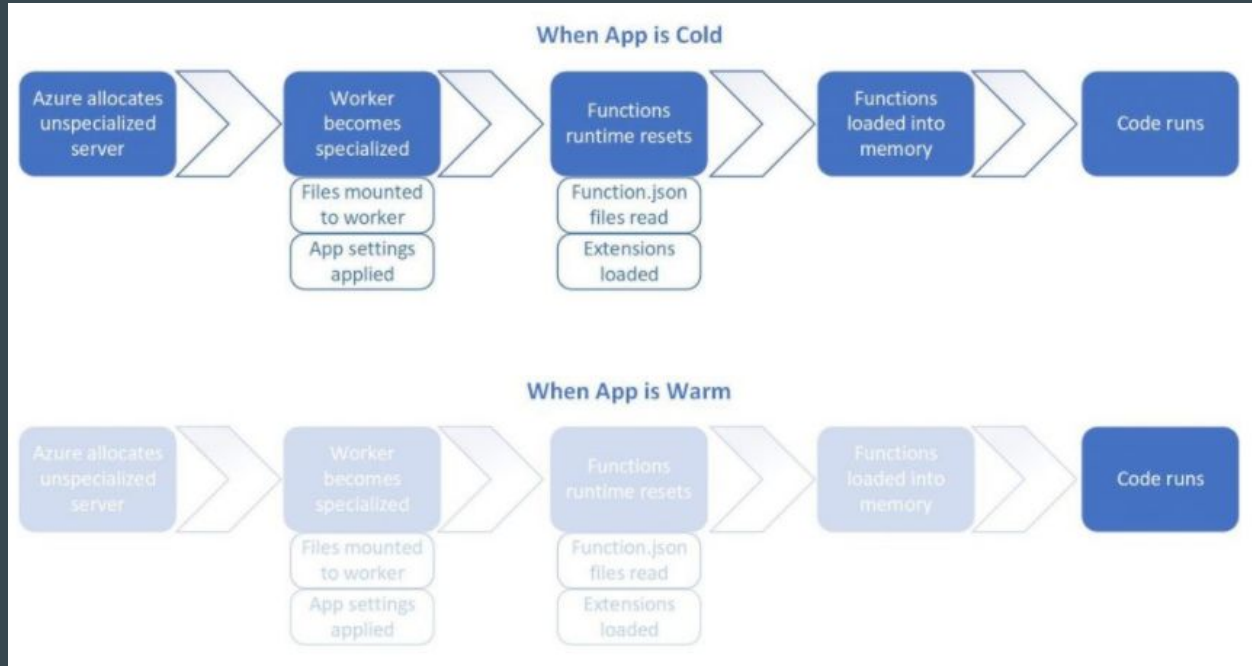 When App is Cold
Azure allocates
unspecialized
server
Worker
becomes
specialized
Files mounted
to worker
App settings
applied
Functions
runtime resets
Function.json
files read
Extensions
loaded
Functions
loaded into
memory
Code runs
When App is Warm
Azure allocates
unspecialized
server
Worker
becomes
specialized
Files mounted
to worker
App settings
applied
Functions
runtime resets
Function.json
files read
Extensions
loaded
Functions
loaded into
memory
Code runs